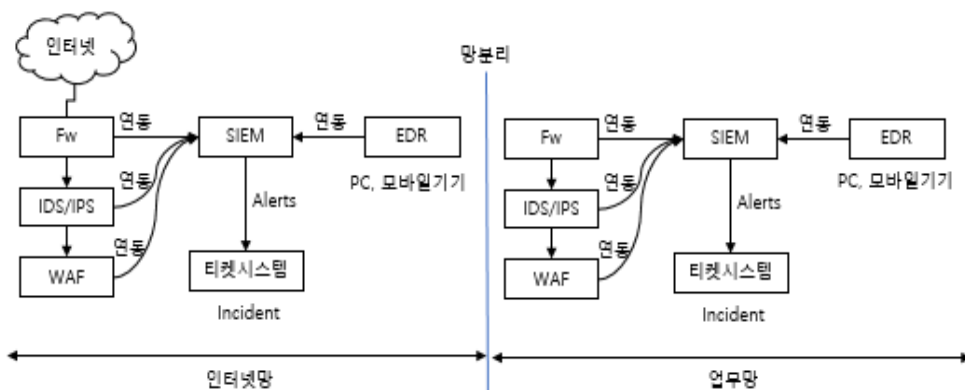 인터넷
망분리
Fw
연동
SIEM
연동
EDR
PC, 모바일기기
연동
IDS/IPS
Alerts
연동
WAF
티켓시스템
Incident
인터넷망
Fw
연동
SIEM
연동
EDR
PC, 모바일기기
연동
IDS/IPS
Alerts
연동
WAF
티켓시스템
Incident
업무망